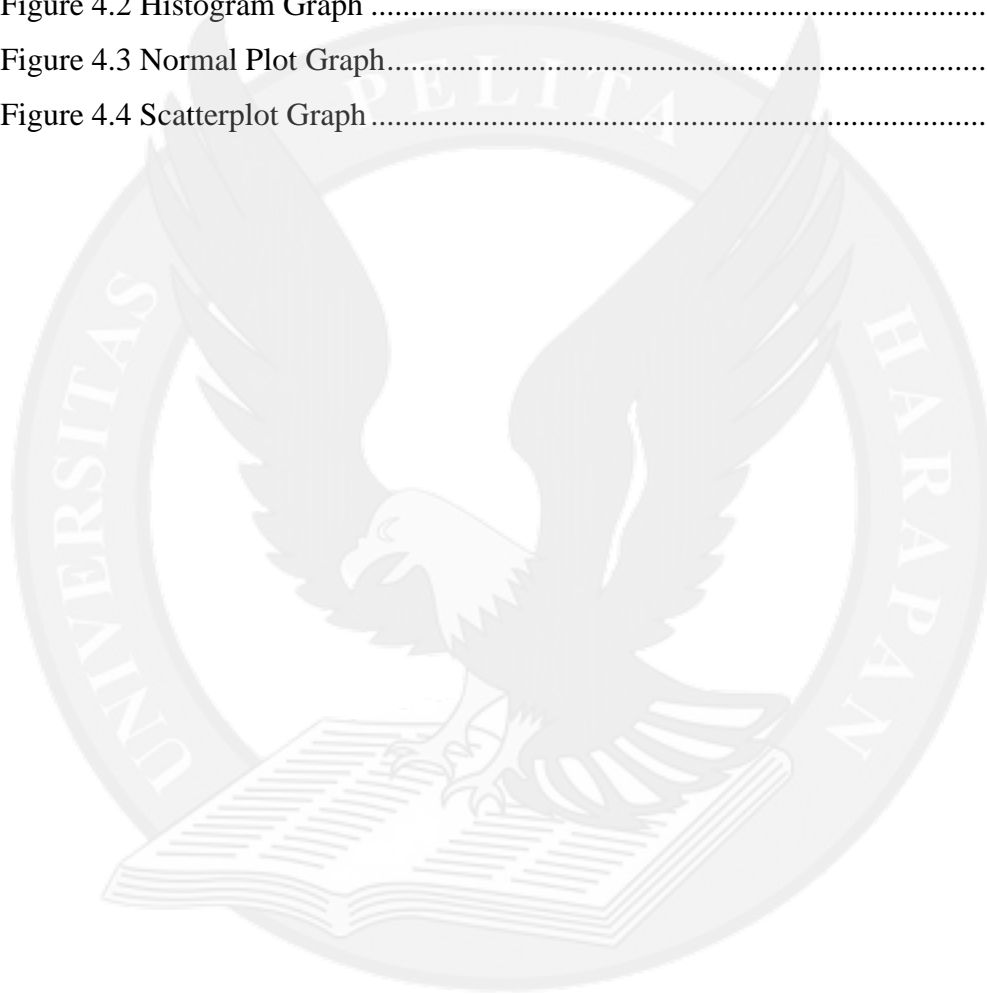 Figure 4.2 Histogram Graph ................................................................................
Figure 4.3 Normal Plot Graph..............................................................................
Figure 4.4 Scatterplot Graph................................................................................
UNIVERSITAS PELITA HARAPAN